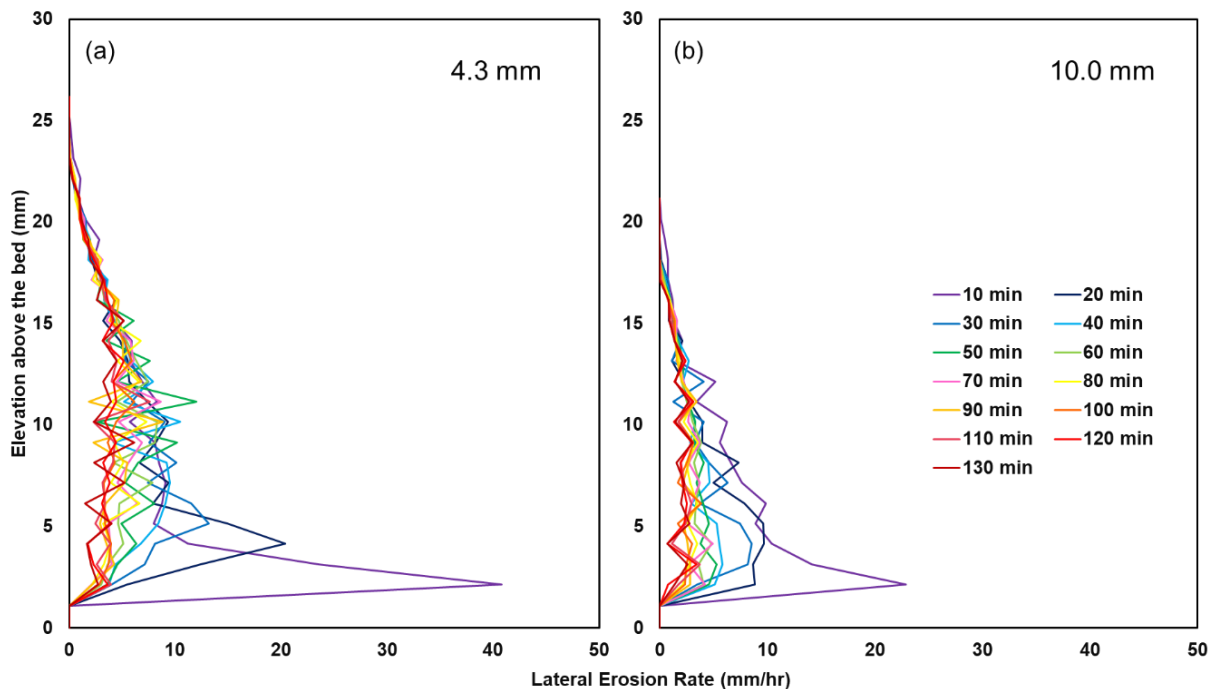 (a)
4.3 mm
(b)
10.0 mm
Elevation above the bed (mm)
30
25
20
15
10
5
0
0 10 20 30 40 50
30
25
20
15
10
5
0
0 10 20 30 40 50
10 min 20 min
30 min 40 min
50 min 60 min
70 min 80 min
90 min 100 min
110 min 120 min
130 min
Lateral Erosion Rate (mm/hr)